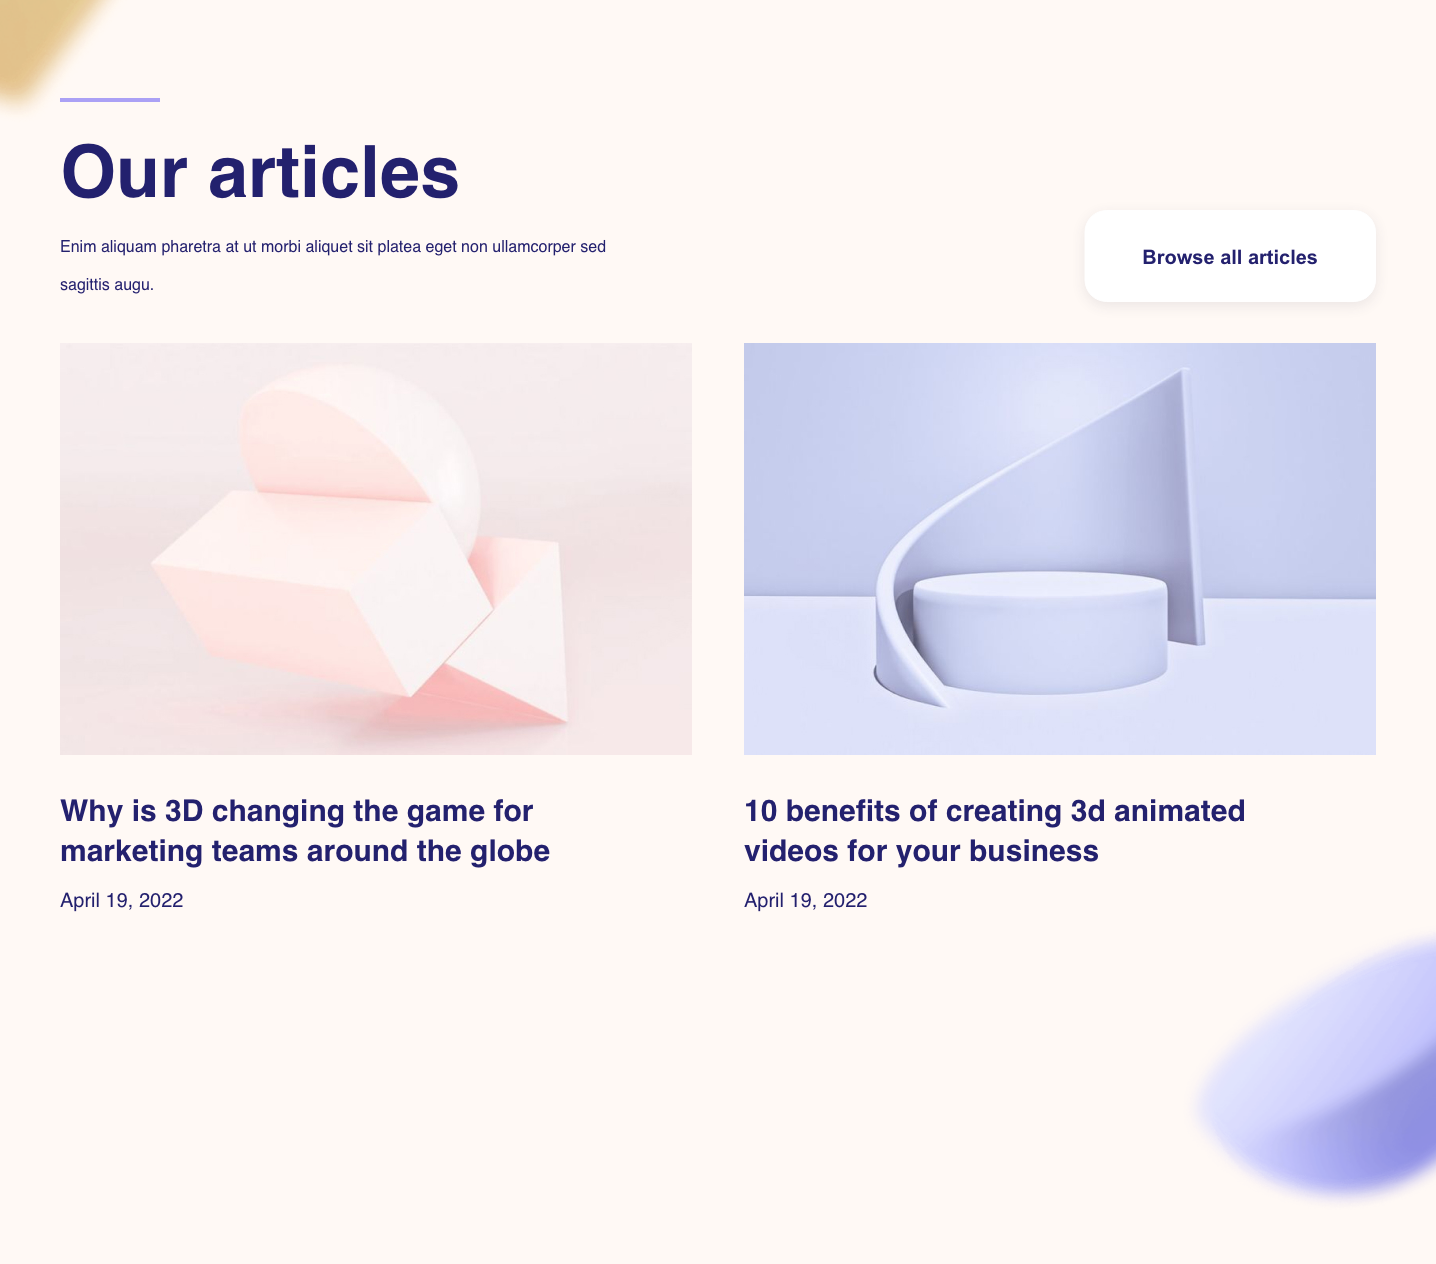 Our articles
Enim aliquam pharetra at ut morbi aliquet sit platea eget non ullamcorper sed
sagittis augu.
Browse all articles
Why is 3D changing the game for
marketing teams around the globe
April 19, 2022
10 benefits of creating 3d animated
videos for your business
April 19, 2022